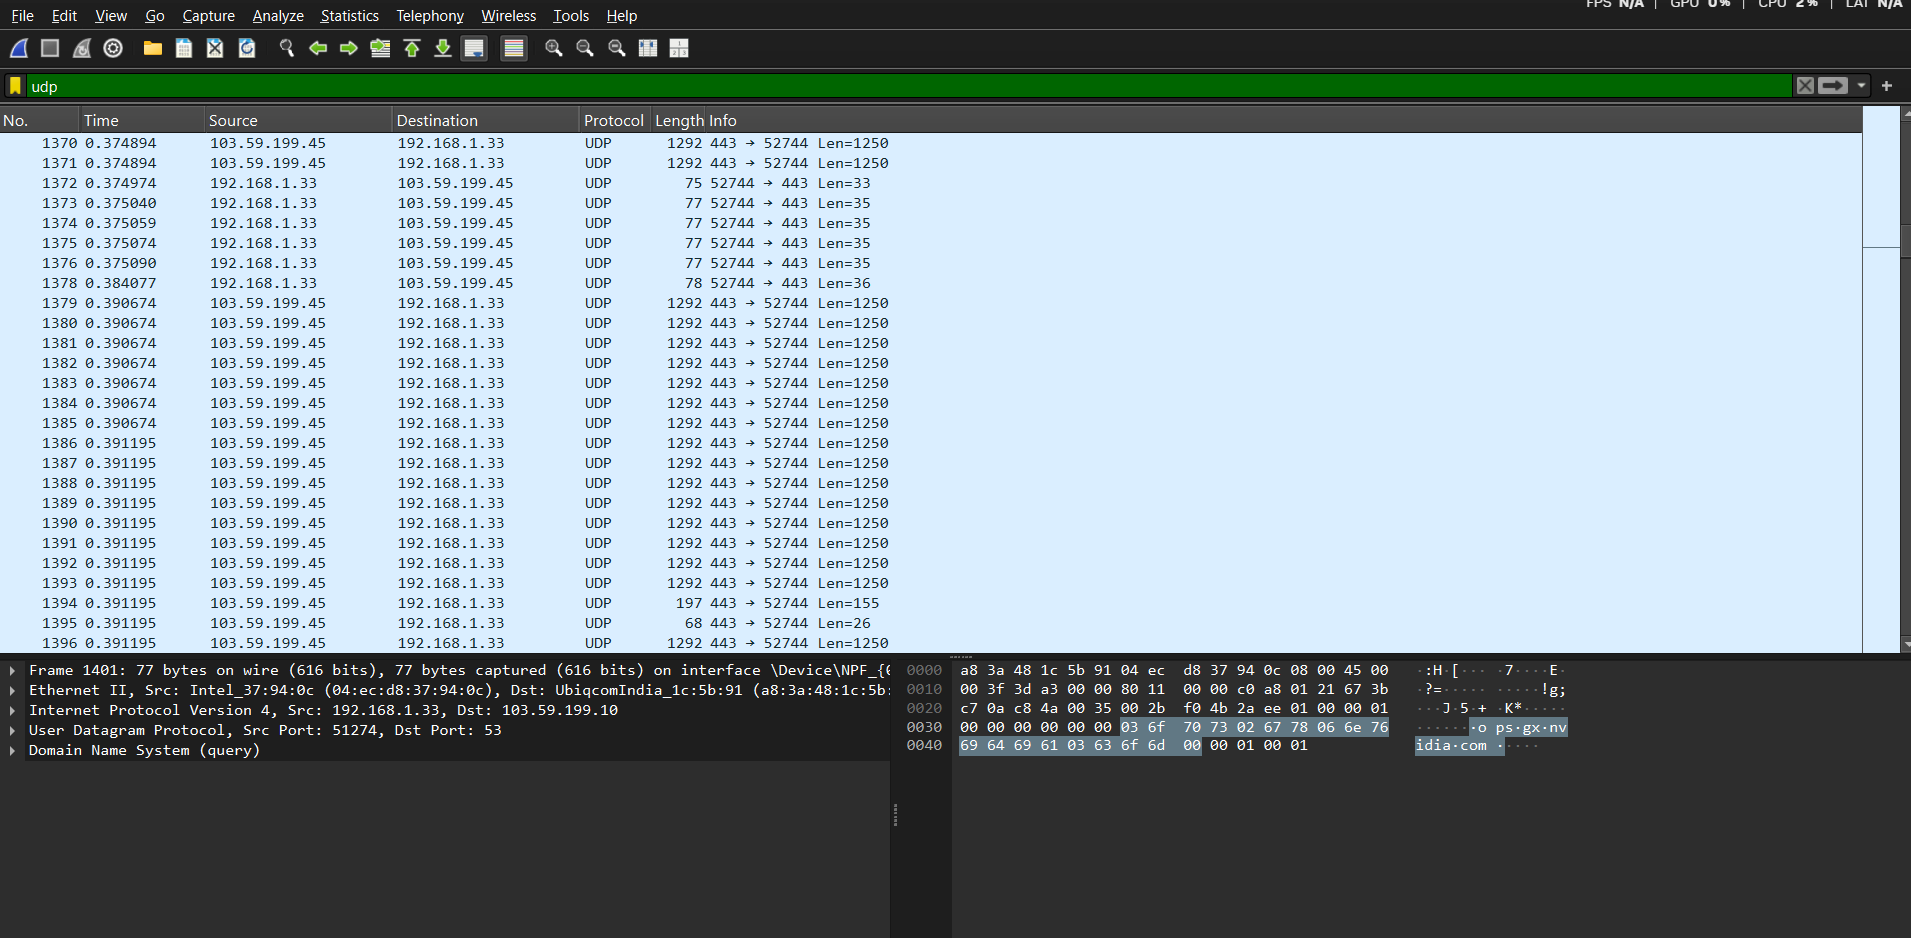 FPS N/A | GPU 0% | CPU 2% | LAT N/A
File Edit View Go Capture Analyze Statistics Telephony Wireless Tools Help
udp
No. Time Source Destination Protocol Length Info
1370 0.374894 103.59.199.45 192.168.1.33 UDP 1292 443 → 52744 Len=1250
1371 0.374894 103.59.199.45 192.168.1.33 UDP 1292 443 → 52744 Len=1250
1372 0.374974 192.168.1.33 103.59.199.45 UDP 75 52744 → 443 Len=33
1373 0.375040 192.168.1.33 103.59.199.45 UDP 77 52744 → 443 Len=35
1374 0.375059 192.168.1.33 103.59.199.45 UDP 77 52744 → 443 Len=35
1375 0.375074 192.168.1.33 103.59.199.45 UDP 77 52744 → 443 Len=35
1376 0.375090 192.168.1.33 103.59.199.45 UDP 77 52744 → 443 Len=35
1378 0.384077 192.168.1.33 103.59.199.45 UDP 78 52744 → 443 Len=36
1379 0.390674 103.59.199.45 192.168.1.33 UDP 1292 443 → 52744 Len=1250
1380 0.390674 103.59.199.45 192.168.1.33 UDP 1292 443 → 52744 Len=1250
1381 0.390674 103.59.199.45 192.168.1.33 UDP 1292 443 → 52744 Len=1250
1382 0.390674 103.59.199.45 192.168.1.33 UDP 1292 443 → 52744 Len=1250
1383 0.390674 103.59.199.45 192.168.1.33 UDP 1292 443 → 52744 Len=1250
1384 0.390674 103.59.199.45 192.168.1.33 UDP 1292 443 → 52744 Len=1250
1385 0.390674 103.59.199.45 192.168.1.33 UDP 1292 443 → 52744 Len=1250
1386 0.391195 103.59.199.45 192.168.1.33 UDP 1292 443 → 52744 Len=1250
1387 0.391195 103.59.199.45 192.168.1.33 UDP 1292 443 → 52744 Len=1250
1388 0.391195 103.59.199.45 192.168.1.33 UDP 1292 443 → 52744 Len=1250
1389 0.391195 103.59.199.45 192.168.1.33 UDP 1292 443 → 52744 Len=1250
1390 0.391195 103.59.199.45 192.168.1.33 UDP 1292 443 → 52744 Len=1250
1391 0.391195 103.59.199.45 192.168.1.33 UDP 1292 443 → 52744 Len=1250
1392 0.391195 103.59.199.45 192.168.1.33 UDP 1292 443 → 52744 Len=1250
1393 0.391195 103.59.199.45 192.168.1.33 UDP 1292 443 → 52744 Len=1250
1394 0.391195 103.59.199.45 192.168.1.33 UDP 197 443 → 52744 Len=155
1395 0.391195 103.59.199.45 192.168.1.33 UDP 68 443 → 52744 Len=26
1396 0.391195 103.59.199.45 192.168.1.33 UDP 1292 443 → 52744 Len=1250
Frame 1401: 77 bytes on wire (616 bits), 77 bytes captured (616 bits) on interface \Device\NPF_{
Ethernet II, Src: Intel_37:94:0c (04:ec:d8:37:94:0c), Dst: UbiqcomIndia_1c:5b:91 (a8:3a:48:1c:5b:
Internet Protocol Version 4, Src: 192.168.1.33, Dst: 103.59.199.10
User Datagram Protocol, Src Port: 51274, Dst Port: 53
Domain Name System (query)
0000 a8 3a 48 1c 5b 91 04 ec d8 37 94 0c 08 00 45 00 ·:H·[··· ·7····E·
0010 00 3f 3d a3 00 00 80 11 00 00 c0 a8 01 21 67 3b ·?=····· ·····!g;
0020 c7 0a c8 4a 00 35 00 2b f0 4b 2a ee 01 00 00 01 ···J·5·+ ·K*·····
0030 00 00 00 00 00 00 03 6f 70 73 02 67 78 06 6e 76 ·······o ps·gx·nv
0040 69 64 69 61 03 63 6f 6d 00 00 01 00 01 idia·com ·····